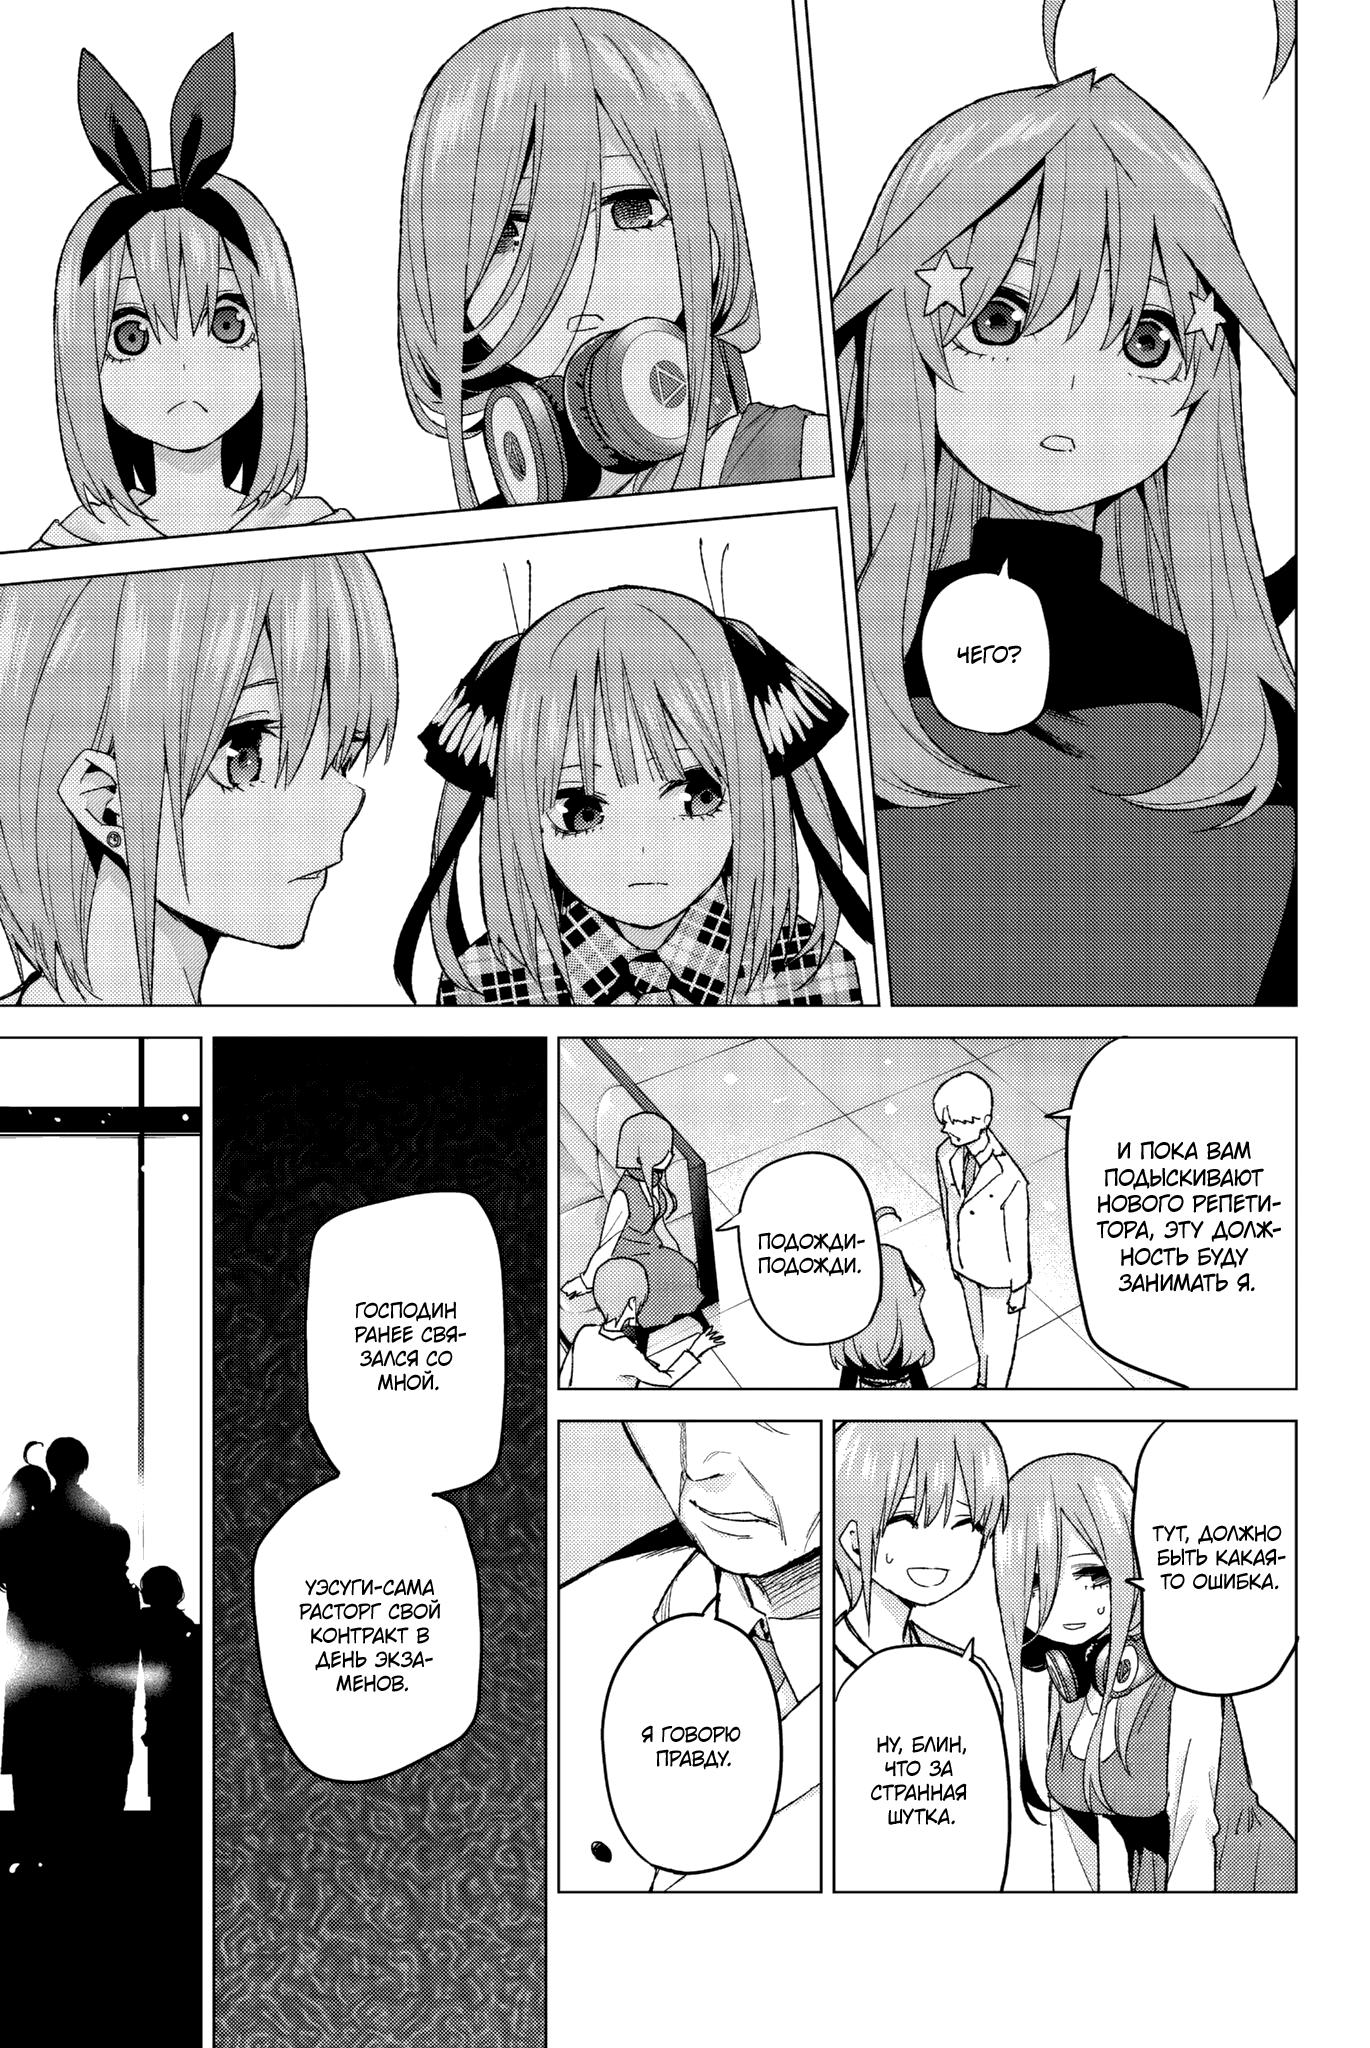 ЧЕГО?
И ПОКА ВАМ
ПОДЫСКИВАЮТ
НОВОГО РЕПЕТИ-
ТОРА, ЭТУ ДОЛЖ-
НОСТЬ БУДУ
ЗАНИМАТЬ Я.
ПОДОЖДИ-
ПОДОЖДИ.
ТУТ, ДОЛЖНО
БЫТЬ КАКАЯ-
ТО ОШИБКА.
НУ, БЛИН,
ЧТО ЗА
СТРАННАЯ
ШУТКА.
Я ГОВОРЮ
ПРАВДУ.
ГОСПОДИН
РАНЕЕ СВЯ-
ЗАЛСЯ СО
МНОЙ.
УЭСУГИ-САМА
РАСТОРГ СВОЙ
КОНТРАКТ В
ДЕНЬ ЭКЗА-
МЕНОВ.